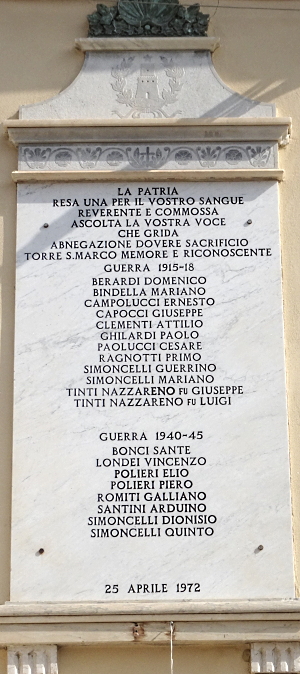 LA PATRIA
RESA UNA PER IL VOSTRO SANGUE
REVERENTE E COMMOSSA
ASCOLTA LA VOSTRA VOCE
CHE GRIDA
ABNEGAZIONE DOVERE SACRIFICIO
TORRE S.MARCO MEMORE E RICONOSCENTE
GUERRA 1915-18
BERARDI DOMENICO
BINDELLA MARIANO
CAMPOLUCCI ERNESTO
CAPOCCI GIUSEPPE
CLEMENTI ATTILIO
GHILARDI PAOLO
PAOLUCCI CESARE
RAGNOTTI PRIMO
SIMONCELLI GUERRINO
SIMONCELLI MARIANO
TINTI NAZZARENO FU GIUSEPPE
TINTI NAZZARENO FU LUIGI
GUERRA 1940-45
BONCI SANTE
LONDEI VINCENZO
POLIERI ELIO
POLIERI PIERO
ROMITI GALLIANO
SANTINI ARDUINO
SIMONCELLI DIONISIO
SIMONCELLI QUINTO
25 APRILE 1972